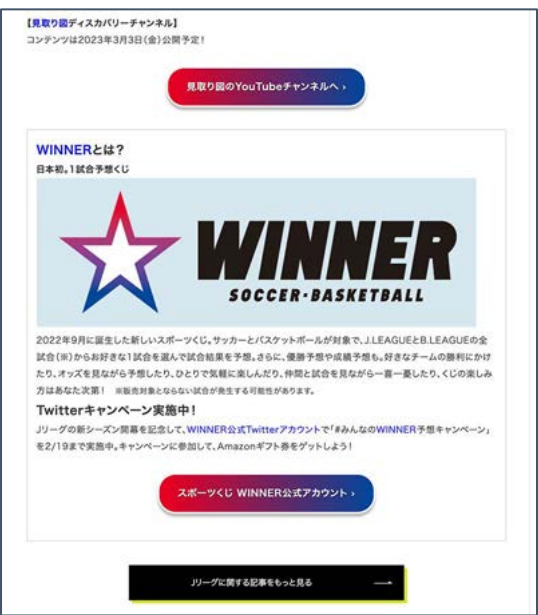 【見取り図ディスカバリーチャンネル】
コンテンツは2023年3月3日(金)公開予定!
見取り図のYouTubeチャンネルへ ›
WINNERとは?
日本初。1試合予想くじ
WINNER
SOCCER・BASKETBALL
2022年9月に誕生した新しいスポーツくじ。サッカーとバスケットボールが対象で、J.LEAGUEとB.LEAGUEの全
試合(※)からお好きな1試合を選んで試合結果を予想。さらに、優勝予想や成績予想も。好きなチームの勝利にかけ
たり、オッズを見ながら予想したり、ひとりで気軽に楽しんだり、仲間と試合を見ながら一喜一憂したり、くじの楽しみ
方はあなた次第! ※販売対象とならない試合が発生する可能性があります。
Twitterキャンペーン実施中!
Jリーグの新シーズン開幕を記念して、WINNER公式Twitterアカウントで「#みんなのWINNER予想キャンペーン」
を2/19まで実施中。キャンペーンに参加して、Amazonギフト券をゲットしよう!
スポーツくじ WINNER公式アカウント ›
Jリーグに関する記事をもっと見る